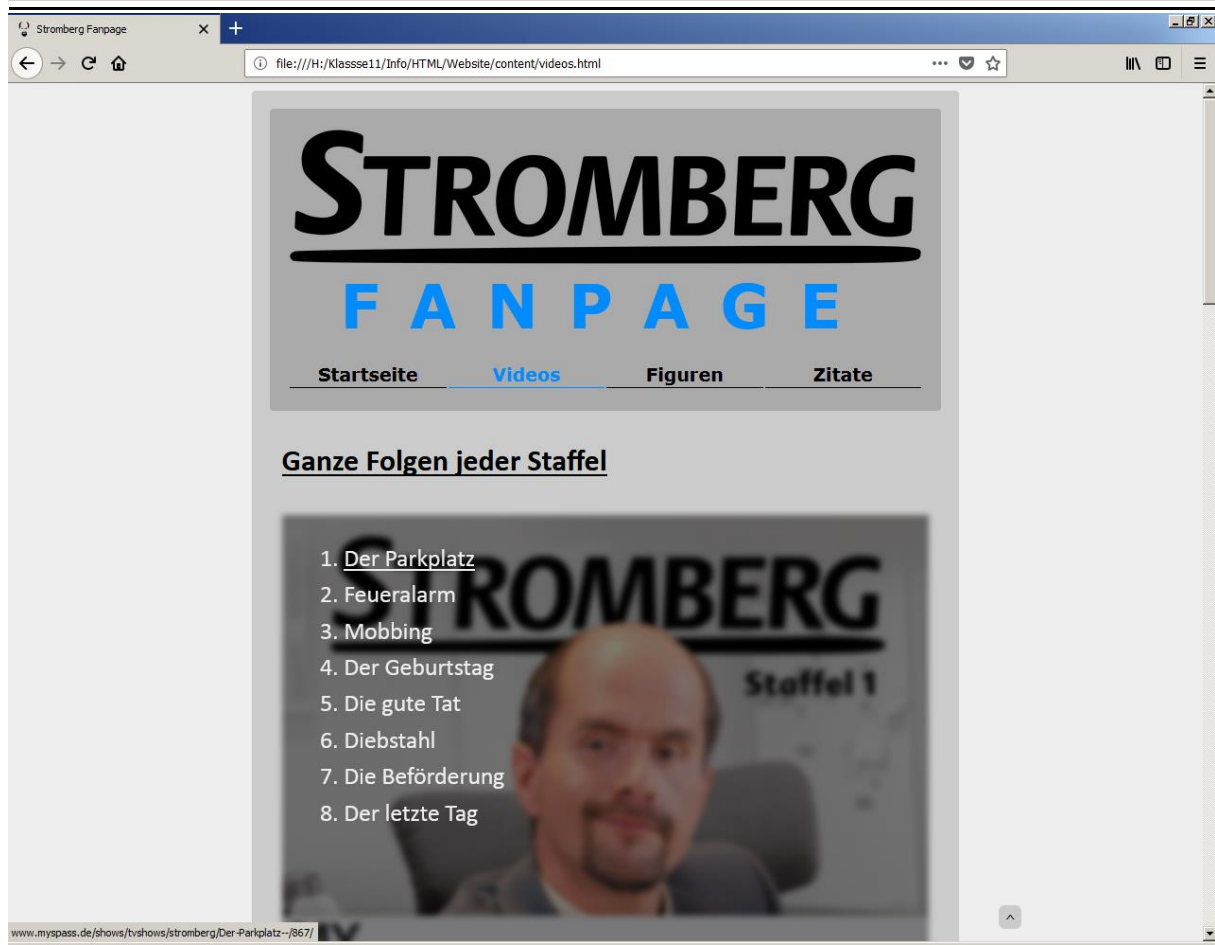 Stromberg Fanpage
file:///H:/Klassse11/Info/HTML/Website/content/videos.html
STROMBERG
FANPAGE
Startseite Videos Figuren Zitate
Ganze Folgen jeder Staffel
STROMBERG
Staffel 1
1. Der Parkplatz
2. Feueralarm
3. Mobbing
4. Der Geburtstag
5. Die gute Tat
6. Diebstahl
7. Die Beförderung
8. Der letzte Tag
www.myspass.de/shows/tvshows/stromberg/Der-Parkplatz--/867/